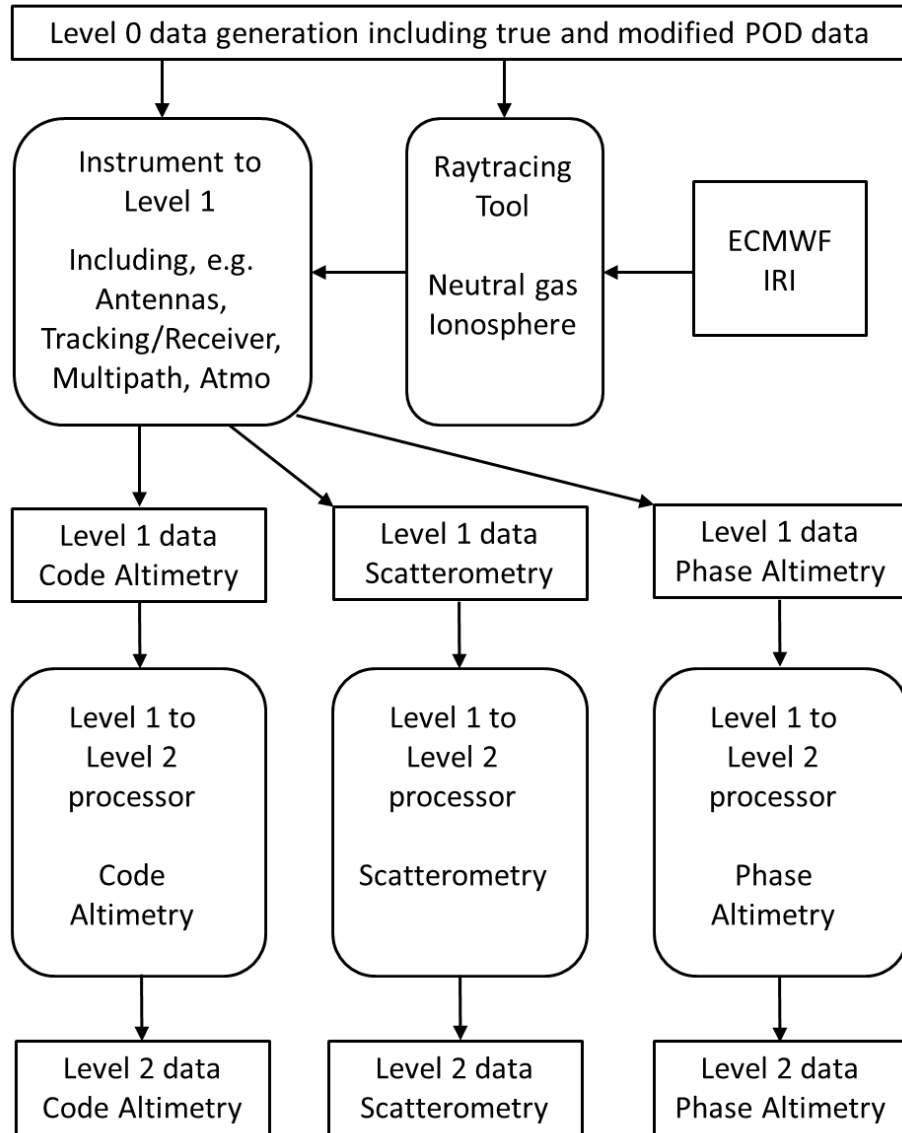 Level 0 data generation including true and modified POD data
Instrument to
Level 1
Including, e.g.
Antennas,
Tracking/Receiver,
Multipath, Atmo
Raytracing
Tool
Neutral gas
Ionosphere
ECMWF
IRI
Level 1 data
Code Altimetry
Level 1 data
Scatterometry
Level 1 data
Phase Altimetry
Level 1 to
Level 2
processor
Code
Altimetry
Level 1 to
Level 2
processor
Scatterometry
Level 1 to
Level 2
processor
Phase
Altimetry
Level 2 data
Code Altimetry
Level 2 data
Scatterometry
Level 2 data
Phase Altimetry